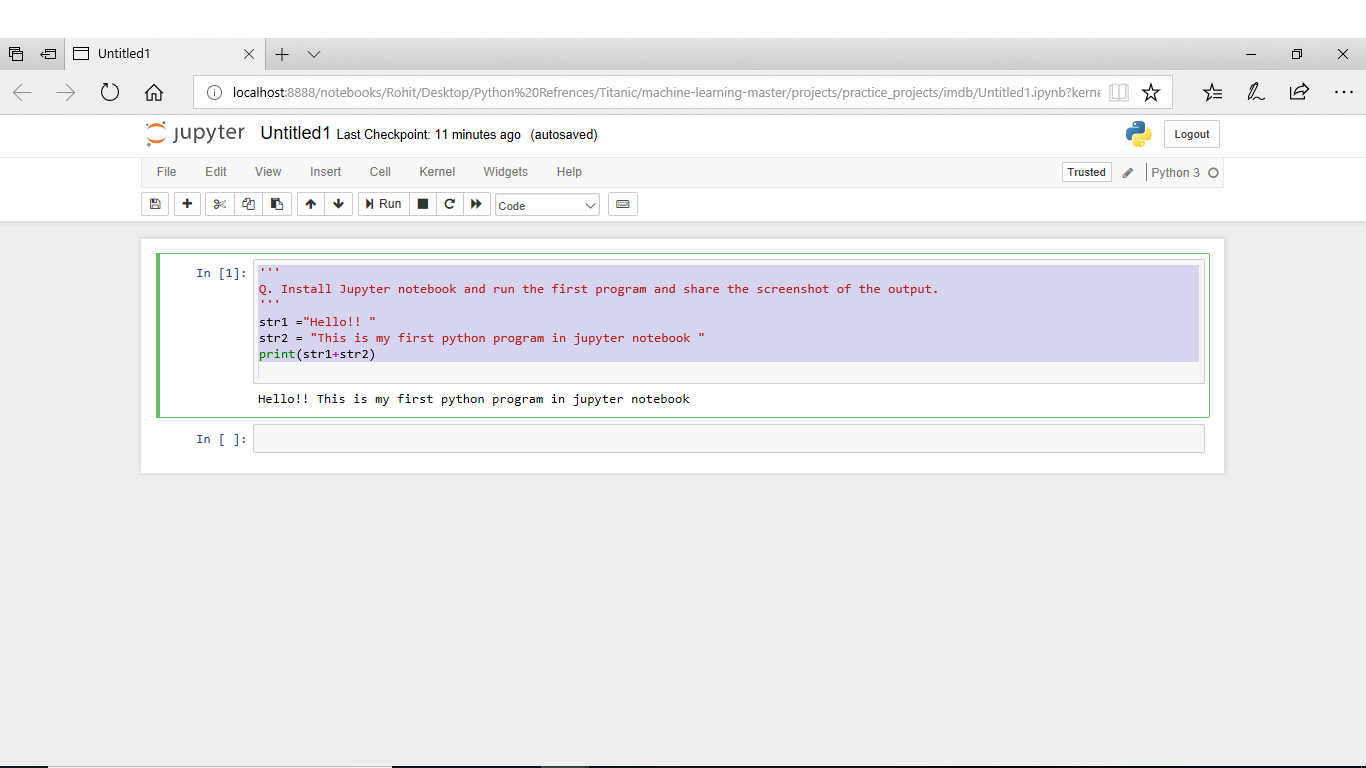 Untitled1
localhost:8888/notebooks/Rohit/Desktop/Python%20Refrences/Titanic/machine-learning-master/projects/practice_projects/imdb/Untitled1.ipynb?kerne
jupyter Untitled1 Last Checkpoint: 11 minutes ago (autosaved) Logout
File Edit View Insert Cell Kernel Widgets Help Trusted Python 3
Run Code
In [1]: '''
Q. Install Jupyter notebook and run the first program and share the screenshot of the output.
'''
str1 ="Hello!! "
str2 = "This is my first python program in jupyter notebook "
print(str1+str2)
Hello!! This is my first python program in jupyter notebook
In [ ]: